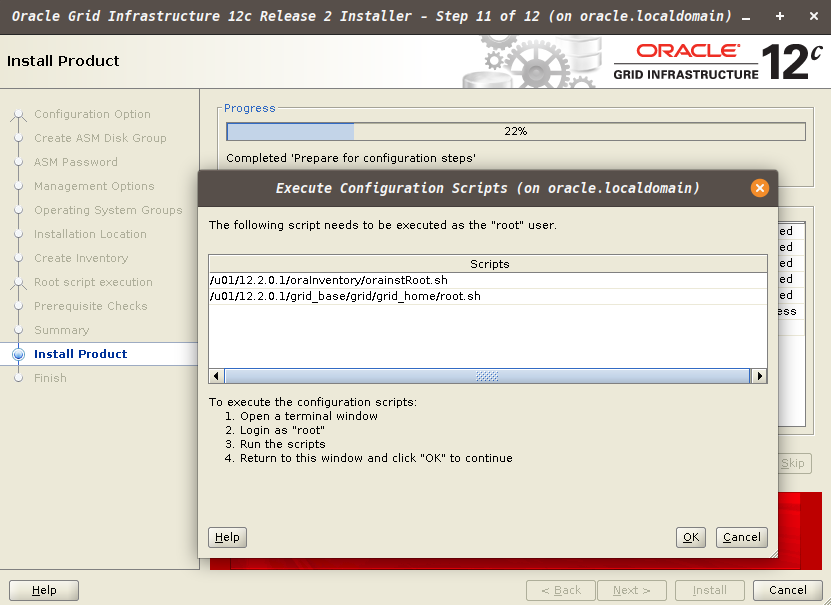 Oracle Grid Infrastructure 12c Release 2 Installer - Step 11 of 12 (on oracle.localdomain)
Install Product
ORACLE
GRID INFRASTRUCTURE
12c
Configuration Option
Create ASM Disk Group
ASM Password
Management Options
Operating System Groups
Installation Location
Create Inventory
Root script execution
Prerequisite Checks
Summary
Install Product
Finish
Progress
22%
Completed 'Prepare for configuration steps'
Execute Configuration Scripts (on oracle.localdomain)
The following script needs to be executed as the "root" user.
Scripts
/u01/12.2.0.1/oraInventory/orainstRoot.sh
/u01/12.2.0.1/grid_base/grid/grid_home/root.sh
To execute the configuration scripts:
1. Open a terminal window
2. Login as "root"
3. Run the scripts
4. Return to this window and click "OK" to continue
Help
OK
Cancel
ed
ed
ed
ed
ed
ess
Skip
Help
< Back
Next >
Install
Cancel